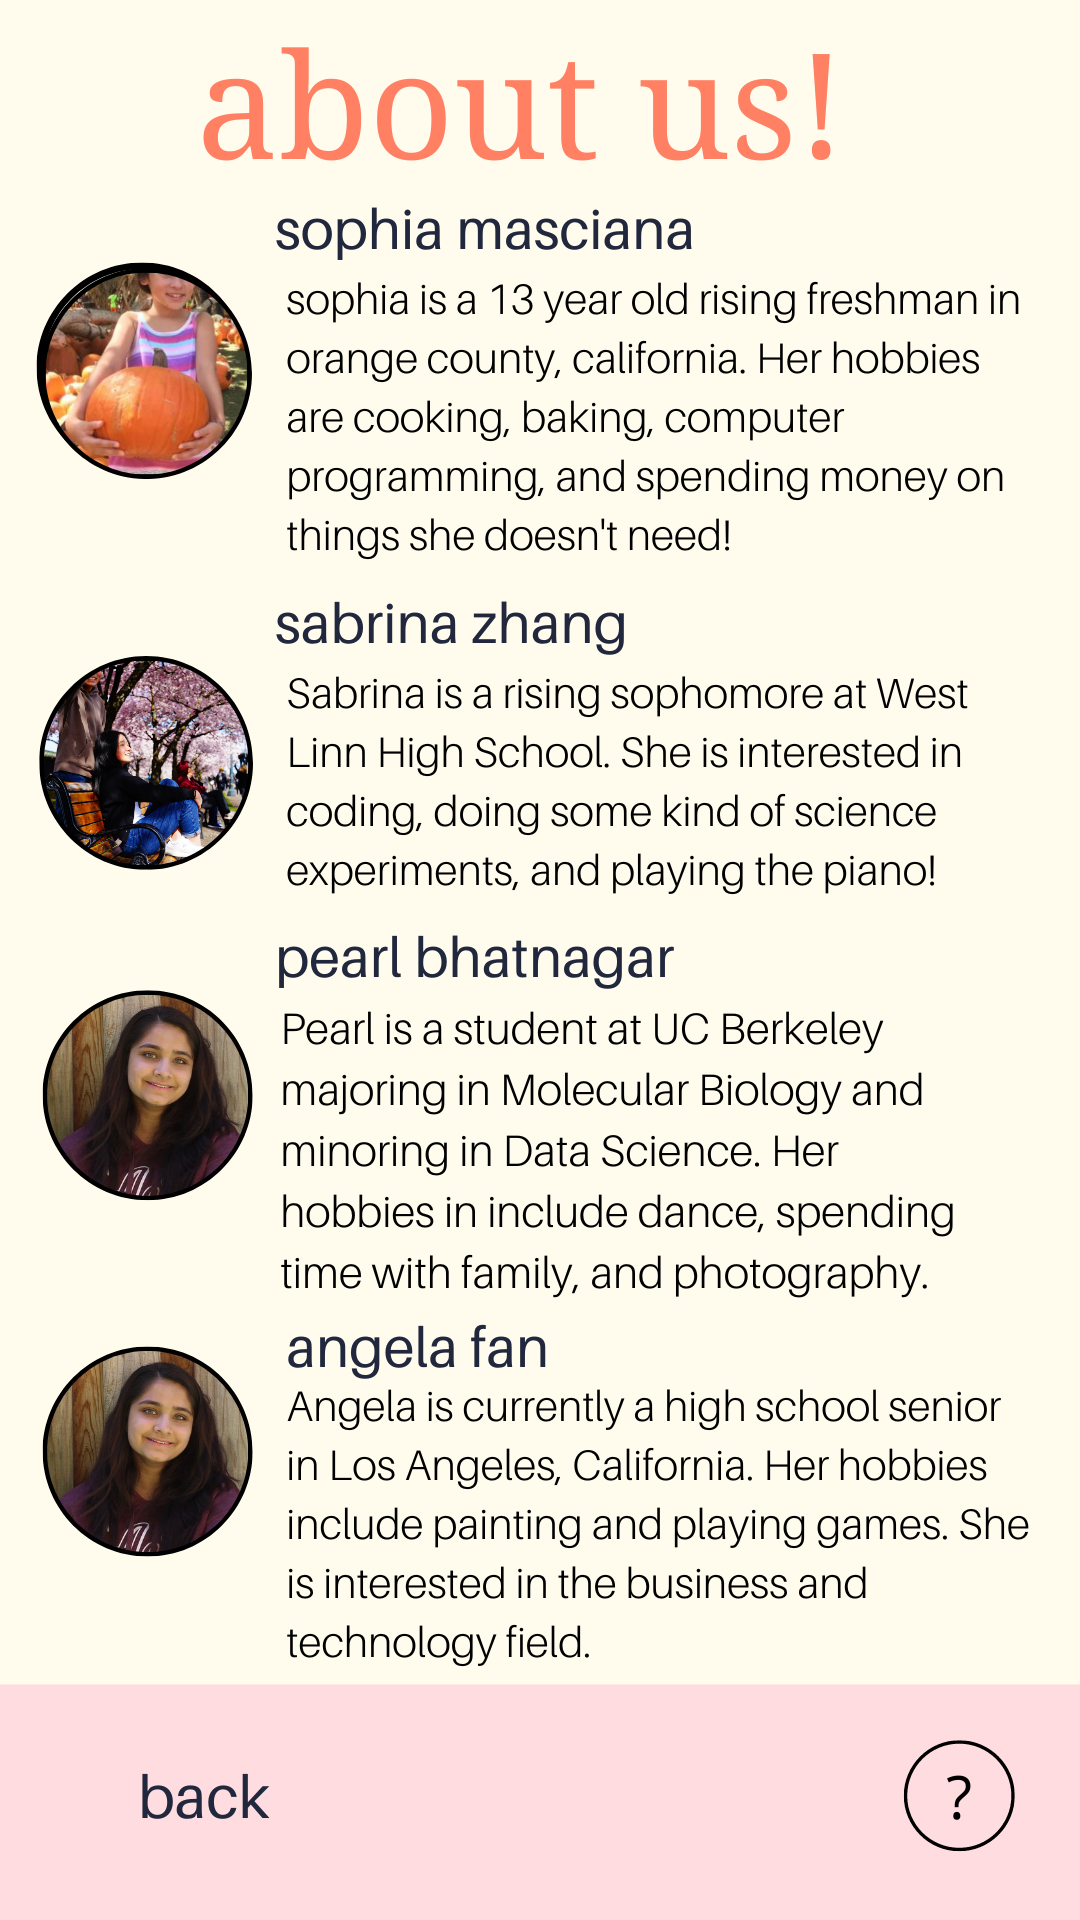 about us!
sophia masciana
sophia is a 13 year old rising freshman in
orange county, california. Her hobbies
are cooking, baking, computer
programming, and spending money on
things she doesn't need!
sabrina zhang
Sabrina is a rising sophomore at West
Linn High School. She is interested in
coding, doing some kind of science
experiments, and playing the piano!
pearl bhatnagar
Pearl is a student at UC Berkeley
majoring in Molecular Biology and
minoring in Data Science. Her
hobbies in include dance, spending
time with family, and photography.
angela fan
Angela is currently a high school senior
in Los Angeles, California. Her hobbies
include painting and playing games. She
is interested in the business and
technology field.
back
?